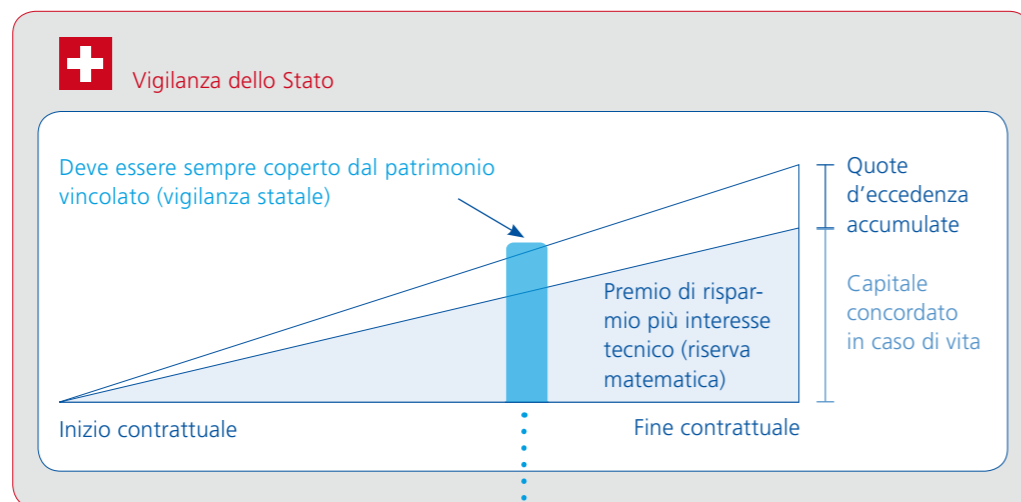 Vigilanza dello Stato
Deve essere sempre coperto dal patrimonio
vincolato (vigilanza statale)
Quote
d’eccedenza
accumulate
Premio di rispar-
mio più interesse
tecnico (riserva
matematica)
Capitale
concordato
in caso di vita
Inizio contrattuale
Fine contrattuale